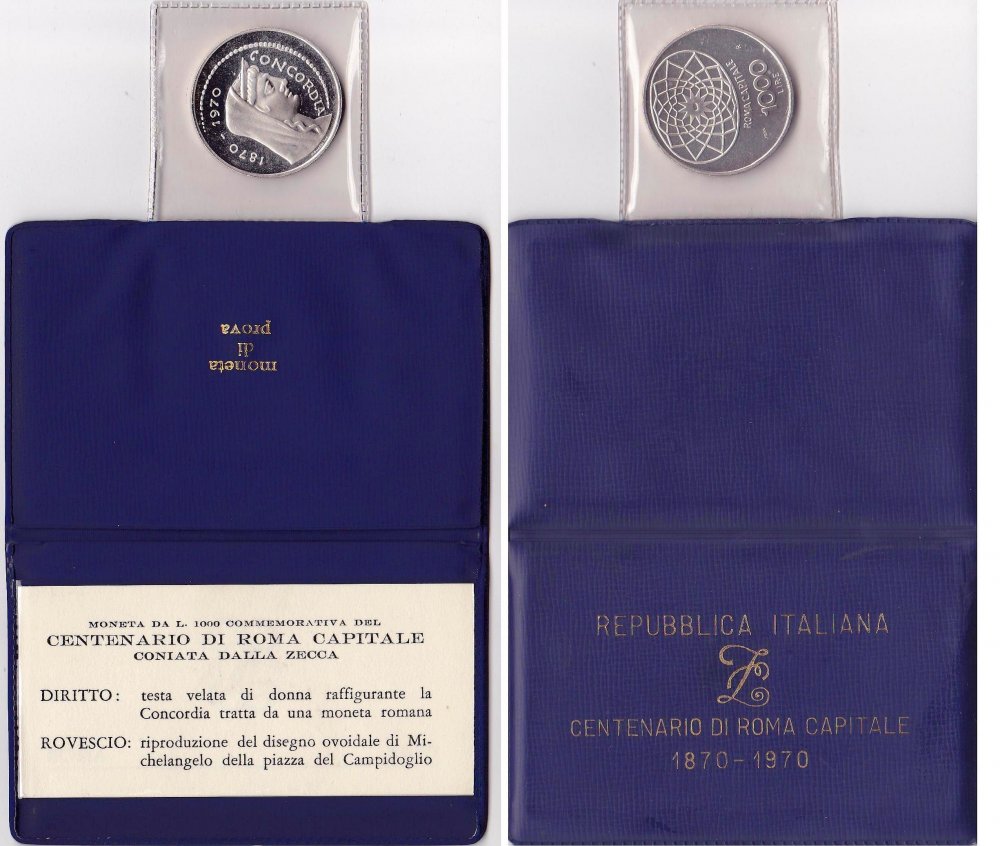 CONCORDIA
1870 - 1970
moneta
di
prova
MONETA DA L. 1000 COMMEMORATIVA DEL
CENTENARIO DI ROMA CAPITALE
CONIATA DALLA ZECCA
DIRITTO: testa velata di donna raffigurante la
Concordia tratta da una moneta romana
ROVESCIO: riproduzione del disegno ovoidale di Mi-
chelangelo della piazza del Campidoglio
ROMA CAPITALE
LIRE
1000
R
REPUBBLICA ITALIANA
Z
CENTENARIO DI ROMA CAPITALE
1870-1970